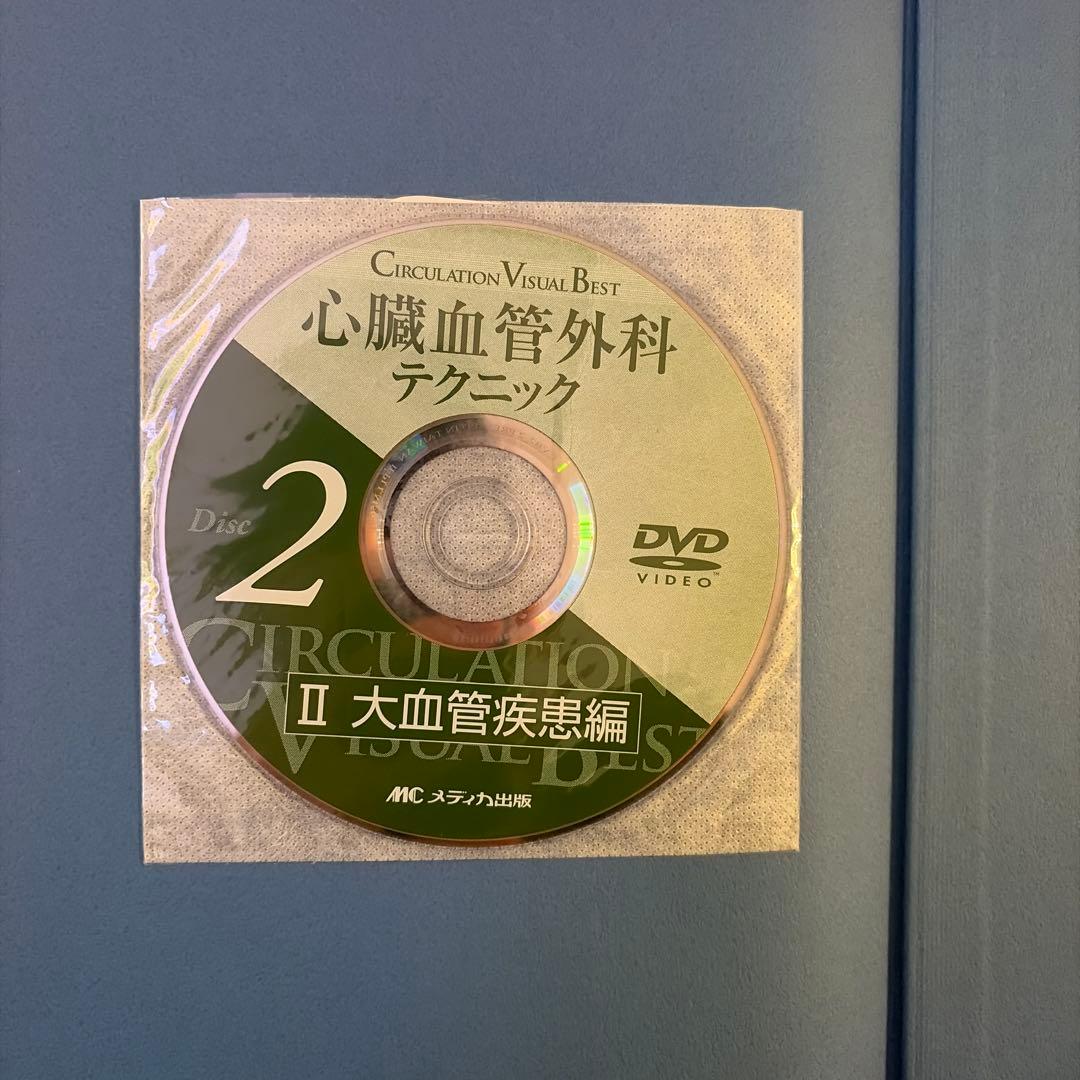 CIRCULATION VISUAL BEST
心臓血管外科
テクニック
Disc
2
DVD
VIDEO
™
CIRCULATION
VISUAL BEST
Ⅱ 大血管疾患編
MC メディカ出版